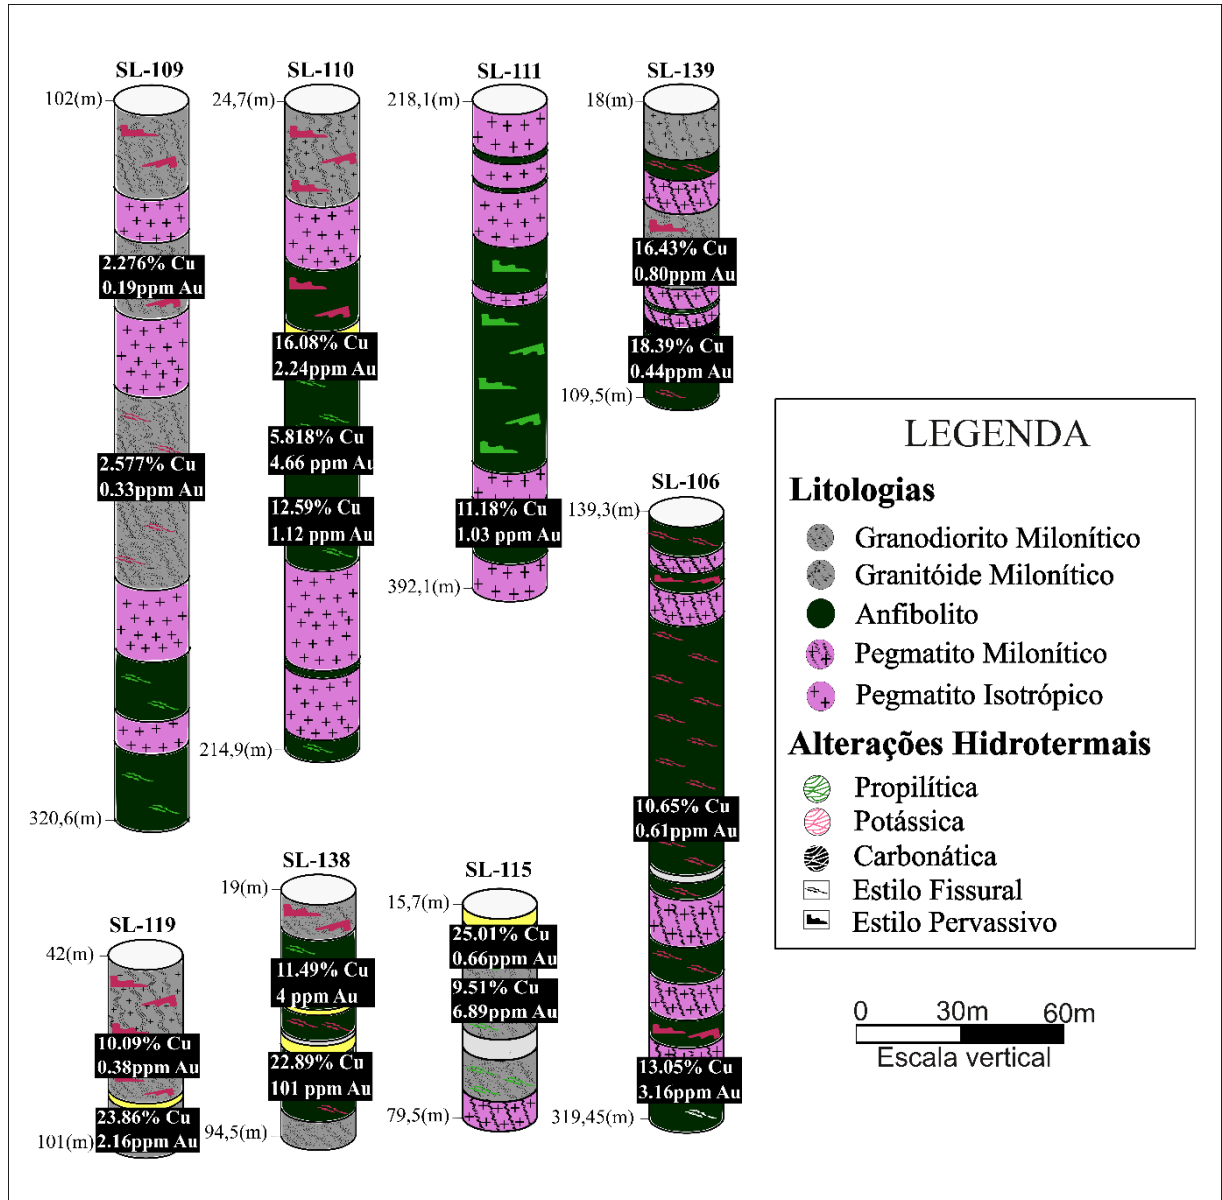 SL-109
102(m)
2.276% Cu
0.19ppm Au
2.577% Cu
0.33ppm Au
320,6(m)
SL-110
24,7(m)
16.08% Cu
2.24ppm Au
5.818% Cu
4.66 ppm Au
12.59% Cu
1.12 ppm Au
214,9(m)
SL-111
218,1(m)
11.18% Cu
1.03 ppm Au
392,1(m)
SL-139
18(m)
16.43% Cu
0.80ppm Au
18.39% Cu
0.44ppm Au
109,5(m)
SL-106
139,3(m)
10.65% Cu
0.61ppm Au
13.05% Cu
3.16ppm Au
319,45(m)
SL-119
42(m)
10.09% Cu
0.38ppm Au
23.86% Cu
2.16ppm Au
101(m)
SL-138
19(m)
11.49% Cu
4 ppm Au
22.89% Cu
101 ppm Au
94,5(m)
SL-115
15,7(m)
25.01% Cu
0.66ppm Au
9.51% Cu
6.89ppm Au
79,5(m)
LEGENDA
Litologias
Granodiorito Milonítico
Granitóide Milonítico
Anfibolito
Pegmatito Milonítico
Pegmatito Isotrópico
Alterações Hidrotermais
Propilítica
Potássica
Carbonática
Estilo Fissural
Estilo Pervassivo
0 30m 60m
Escala vertical